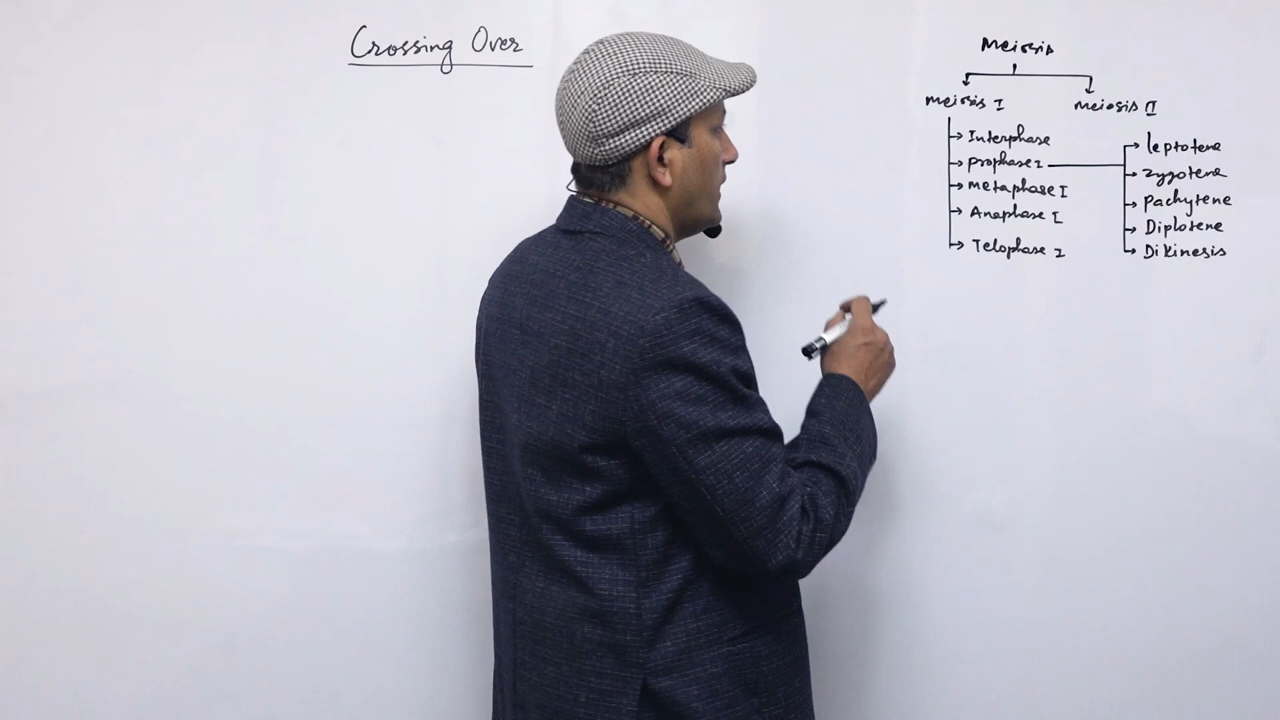 Crossing Over
Meiosis
meiosis I
meiosis II
Interphase
prophase I
metaphase I
Anaphase I
Telophase I
leptotene
zygotene
pachytene
Diplotene
Dikinesis